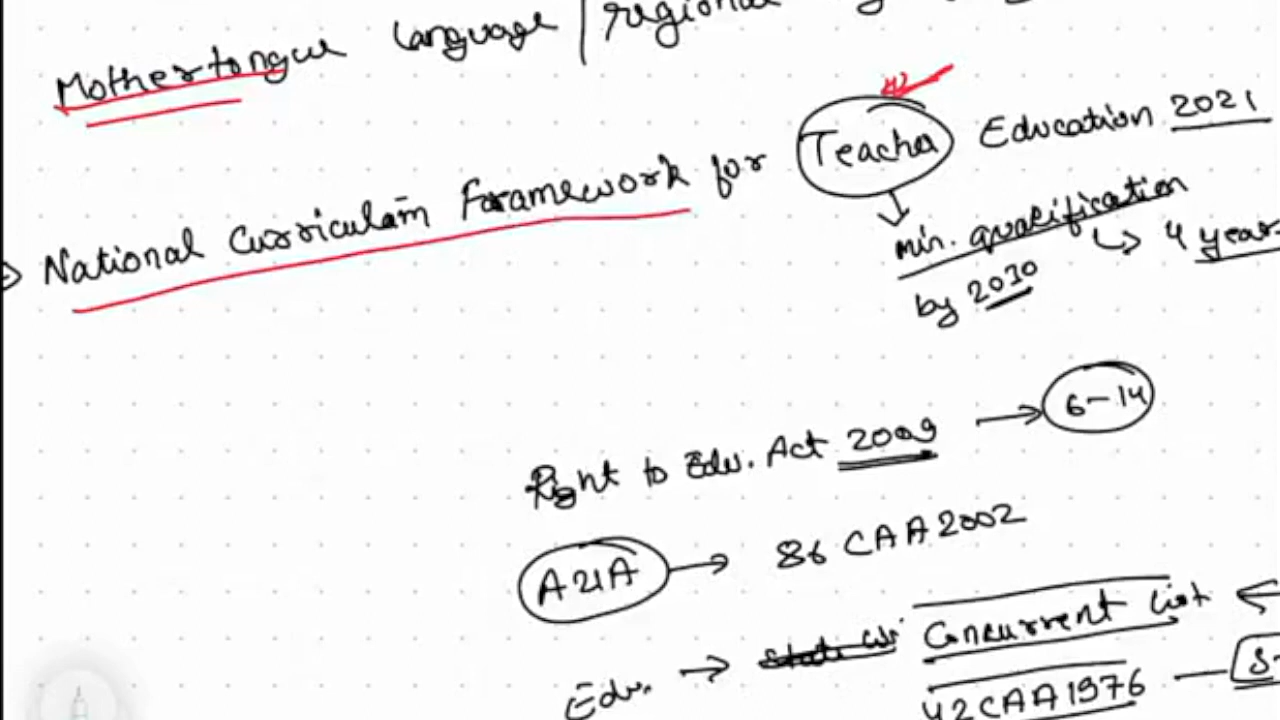 Mothertongue language / regional
National Curriculam Framework for Teacher Education 2021
min. qualification → 4 year
by 2030
Right to Edu. Act 2009 → 6-14
A21A → 86 CAA 2002
Edu. → Concurrent list ←
42 CAA 1976 —